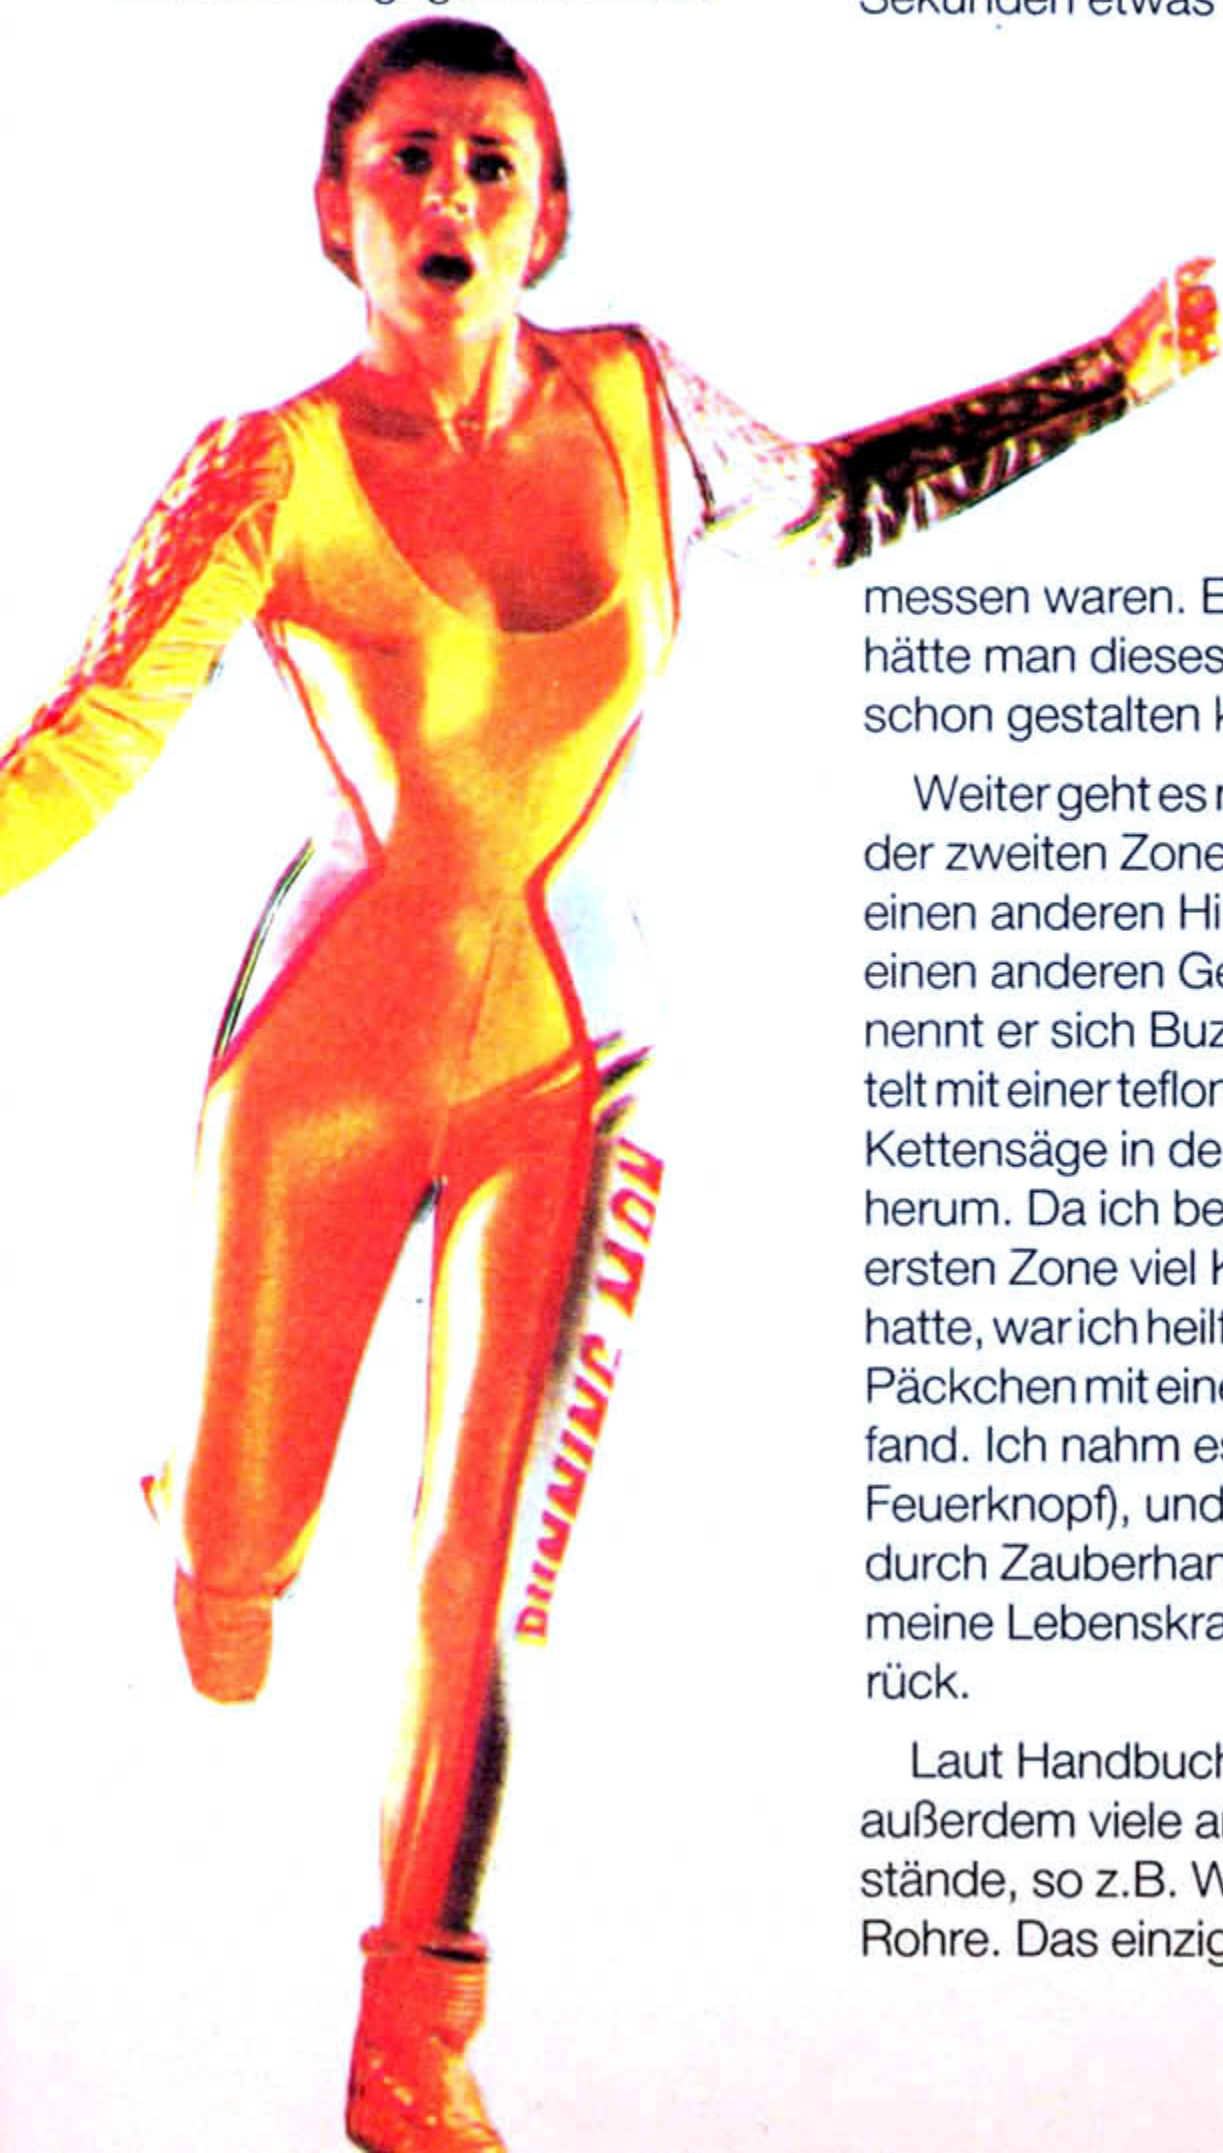 Sekunden etwas
messen waren. E
hätte man dieses
schon gestalten k
Weiter geht es
der zweiten Zone
einen anderen Hi
einen anderen Ge
nennt er sich Buz
telt mit einer teflon
Kettensäge in de
herum. Da ich be
ersten Zone viel K
hatte, war ich heilf
Päckchen mit eine
fand. Ich nahm es
Feuerknopf), und
durch Zauberhan
meine Lebenskra
rück.
Laut Handbuch
außerdem viele an
stände, so z.B. W
Rohre. Das einzig
RUNNING MAN